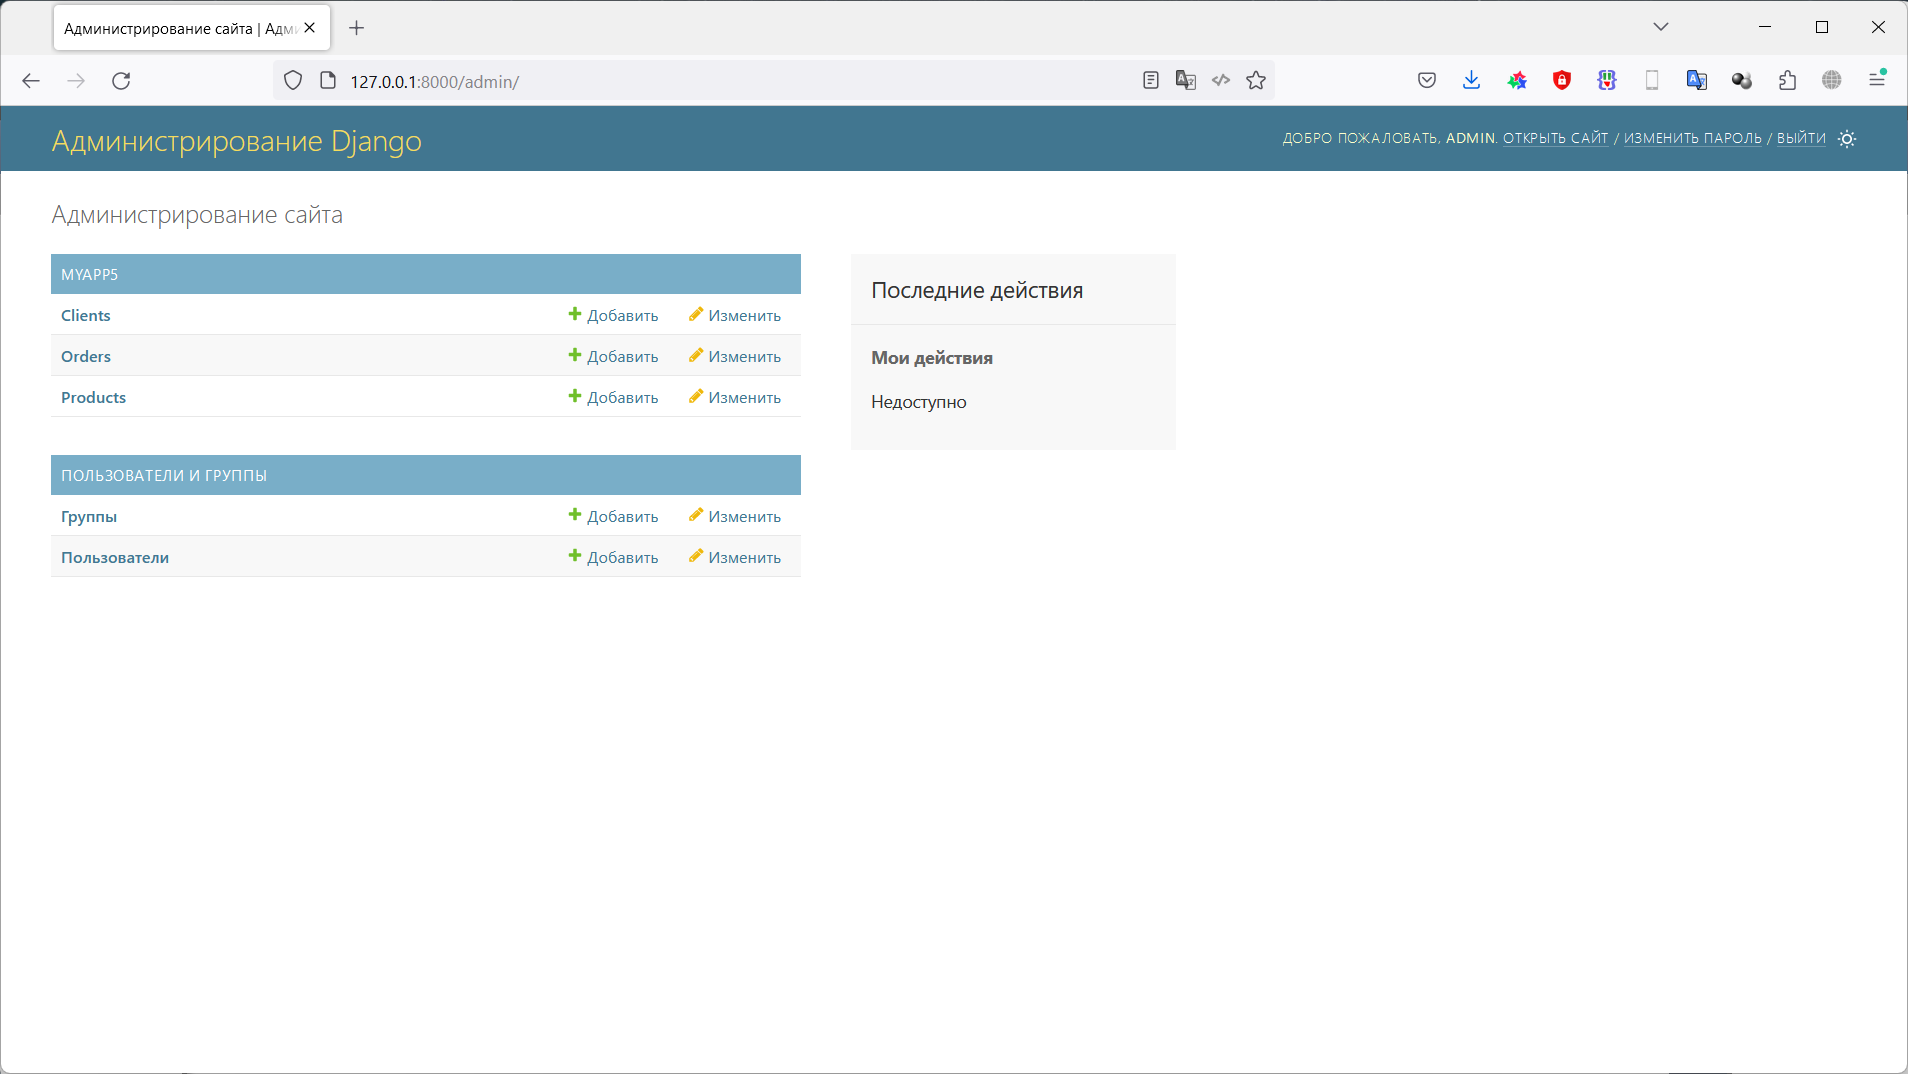 Администрирование сайта | Адми
127.0.0.1:8000/admin/
Администрирование Django
ДОБРО ПОЖАЛОВАТЬ, ADMIN. ОТКРЫТЬ САЙТ / ИЗМЕНИТЬ ПАРОЛЬ / ВЫЙТИ
Администрирование сайта
MYAPP5
Clients Добавить Изменить
Orders Добавить Изменить
Products Добавить Изменить
ПОЛЬЗОВАТЕЛИ И ГРУППЫ
Группы Добавить Изменить
Пользователи Добавить Изменить
Последние действия
Мои действия
Недоступно